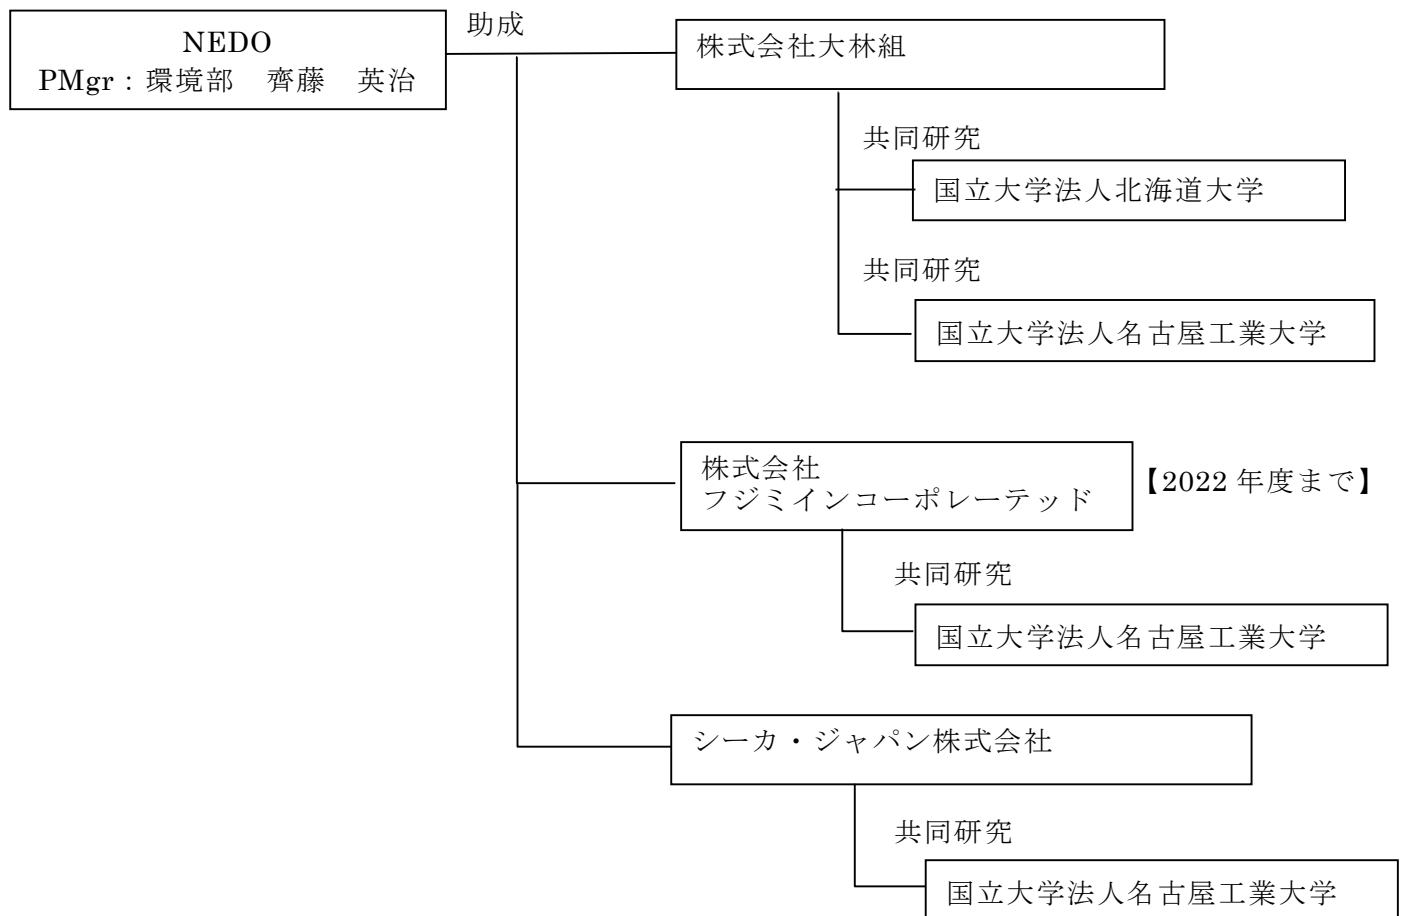 NEDO
PMgr：環境部　齊藤　英治
助成
株式会社大林組
共同研究
国立大学法人北海道大学
共同研究
国立大学法人名古屋工業大学
株式会社
フジミインコーポレーテッド
【2022 年度まで】
共同研究
国立大学法人名古屋工業大学
シーカ・ジャパン株式会社
共同研究
国立大学法人名古屋工業大学